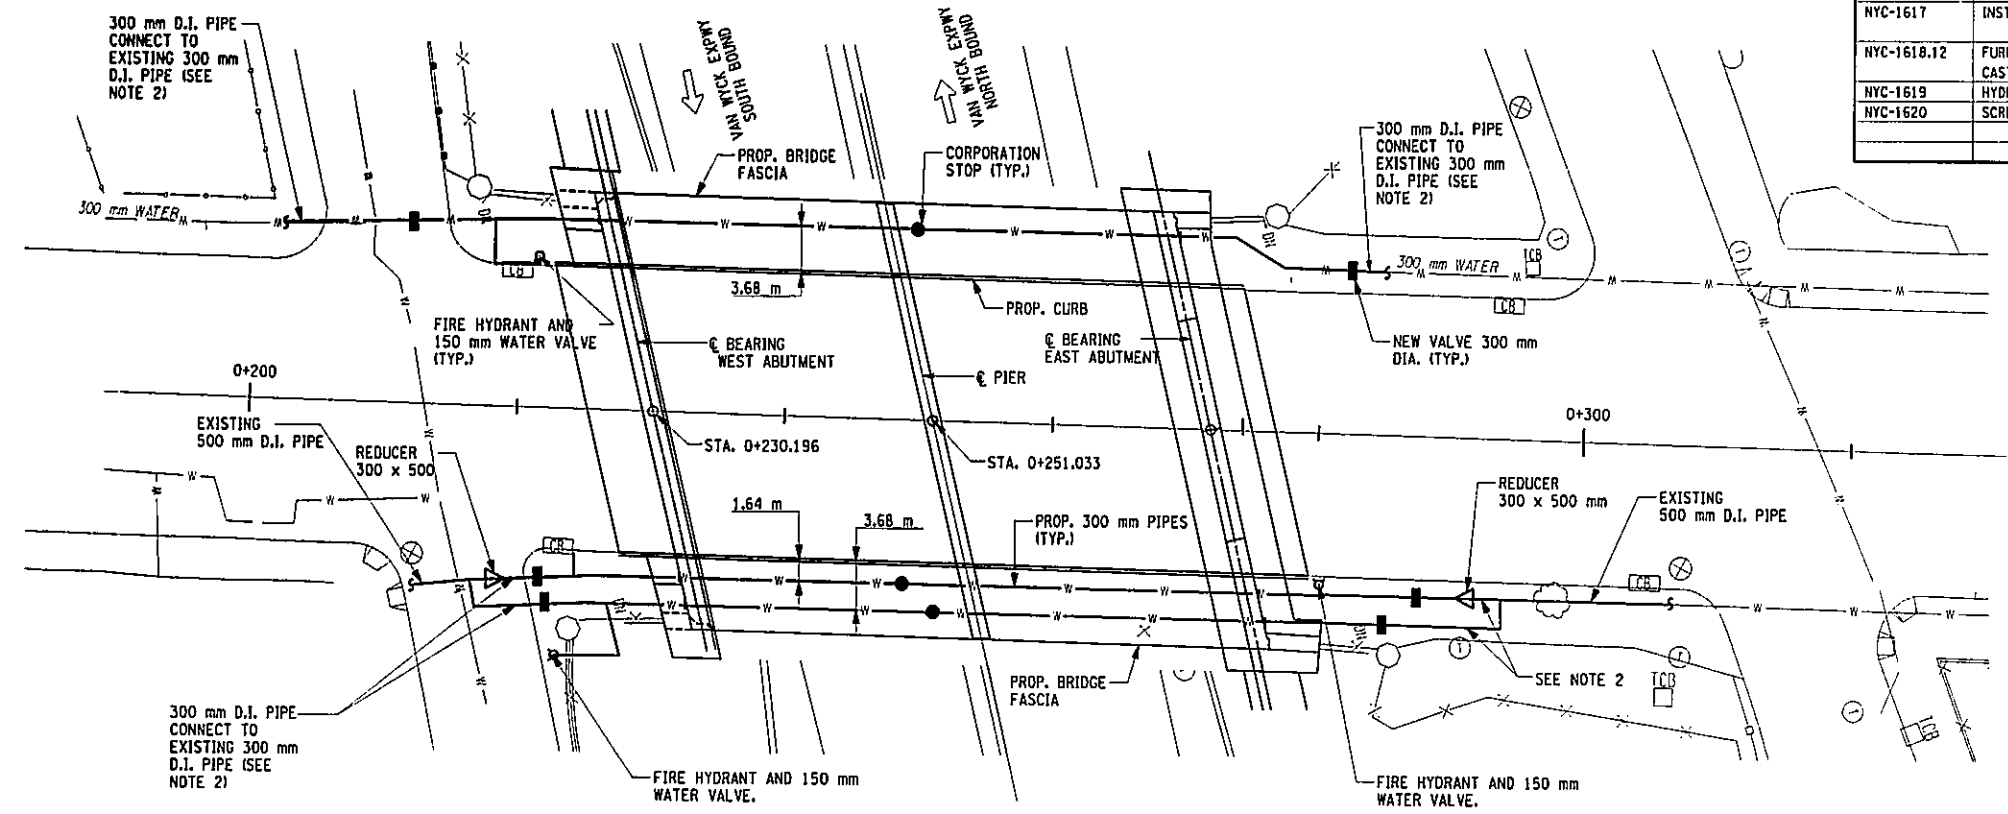 300 mm D.I. PIPE
CONNECT TO
EXISTING 300 mm
D.I. PIPE (SEE
NOTE 2)
VAN WYCK EXPWY
SOUTH BOUND
VAN WYCK EXPWY
NORTH BOUND
NYC-1617
NYC-1618.12
NYC-1619
NYC-1620
PROP. BRIDGE
FASCIA
CORPORATION
STOP (TYP.)
300 mm D.I. PIPE
CONNECT TO
EXISTING 300 mm
D.I. PIPE (SEE
NOTE 2)
300 mm WATER
300 mm WATER
TCB
CB
CB
3.68 m
PROP. CURB
FIRE HYDRANT AND
150 mm WATER VALVE
(TYP.)
℄ BEARING
WEST ABUTMENT
℄ BEARING
EAST ABUTMENT
NEW VALVE 300 mm
DIA. (TYP.)
℄ PIER
0+200
0+300
EXISTING
500 mm D.I. PIPE
REDUCER
300 x 500
STA. 0+230.196
STA. 0+251.033
1.64 m
3.68 m
PROP. 300 mm PIPES
(TYP.)
REDUCER
300 x 500 mm
EXISTING
500 mm D.I. PIPE
CB
CB
PROP. BRIDGE
FASCIA
SEE NOTE 2
TCB
TCB
300 mm D.I. PIPE
CONNECT TO
EXISTING 300 mm
D.I. PIPE (SEE
NOTE 2)
FIRE HYDRANT AND 150 mm
WATER VALVE.
FIRE HYDRANT AND 150 mm
WATER VALVE.